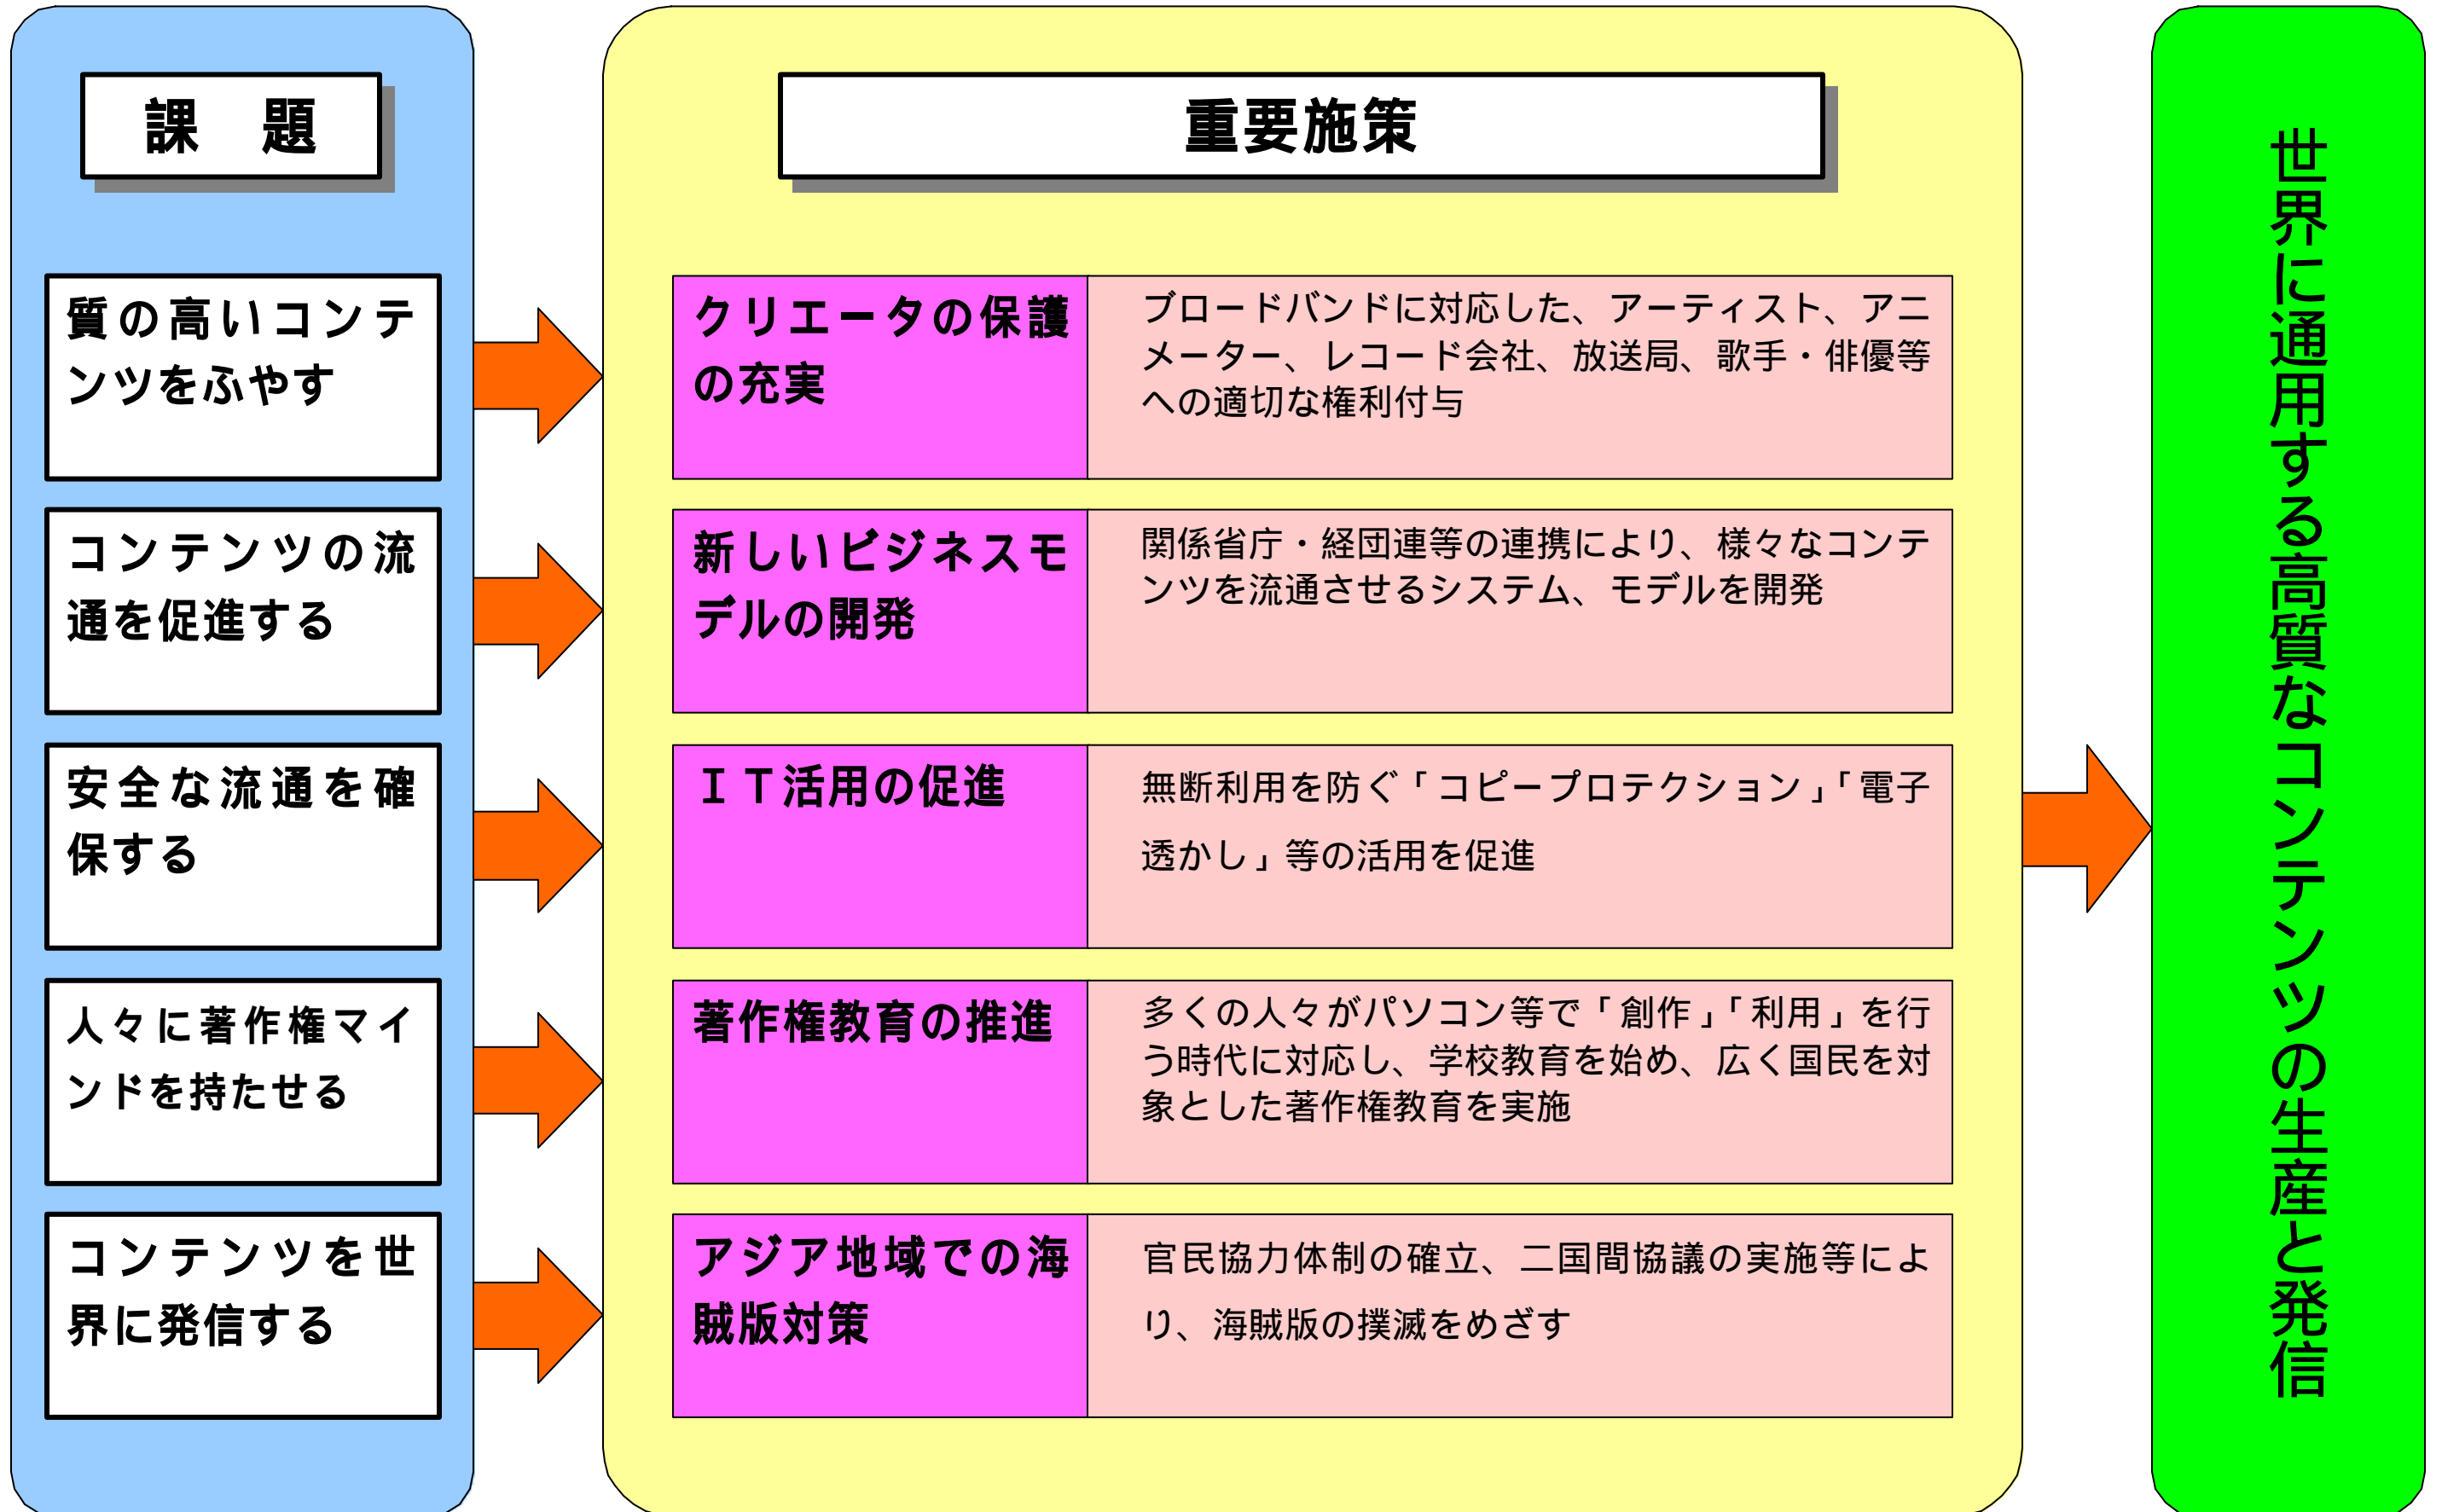 課　題
重要施策
質の高いコンテ
ンツをふやす
クリエータの保護
の充実
ブロードバンドに対応した、アーティスト、アニ
メーター、レコード会社、放送局、歌手・俳優等
への適切な権利付与
コンテンツの流
通を促進する
新しいビジネスモ
デルの開発
関係省庁・経団連等の連携により、様々なコンテ
ンツを流通させるシステム、モデルを開発
安全な流通を確
保する
ＩＴ活用の促進
無断利用を防ぐ「コピープロテクション」「電子
透かし」等の活用を促進
人々に著作権マイ
ンドを持たせる
著作権教育の推進
多くの人々がパソコン等で「創作」「利用」を行
う時代に対応し、学校教育を始め、広く国民を対
象とした著作権教育を実施
コンテンツを世
界に発信する
アジア地域での海
賊版対策
官民協力体制の確立、二国間協議の実施等によ
り、海賊版の撲滅をめざす
世界に通用する高質なコンテンツの生産と発信